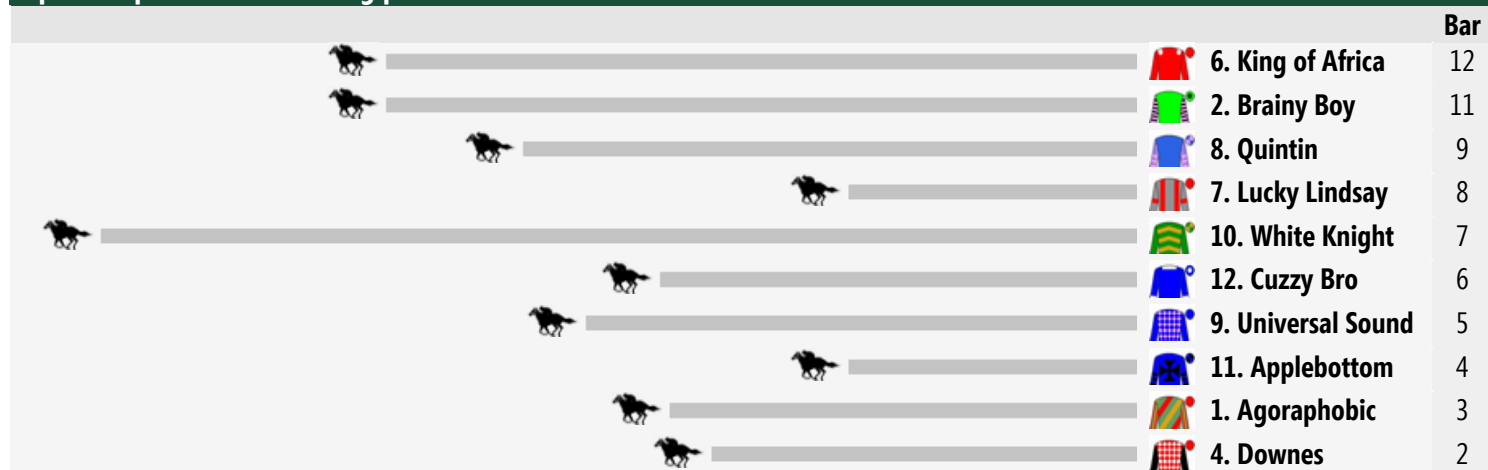 Bar
6. King of Africa 12
2. Brainy Boy 11
8. Quintin 9
7. Lucky Lindsay 8
10. White Knight 7
12. Cuzzy Bro 6
9. Universal Sound 5
11. Applebottom 4
1. Agoraphobic 3
4. Downes 2